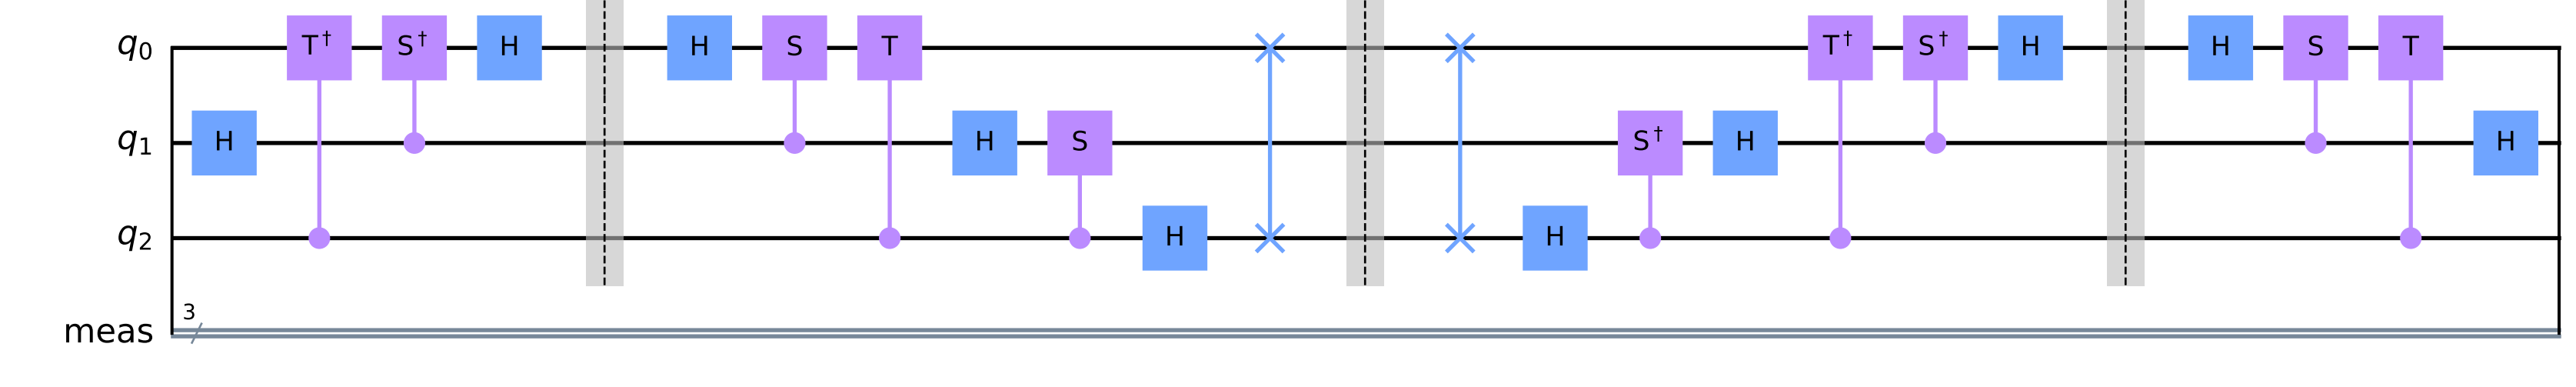 q0 T† S† H H S T T† S† H H S T
q1 H H S S† H H
q2 H H
3
meas